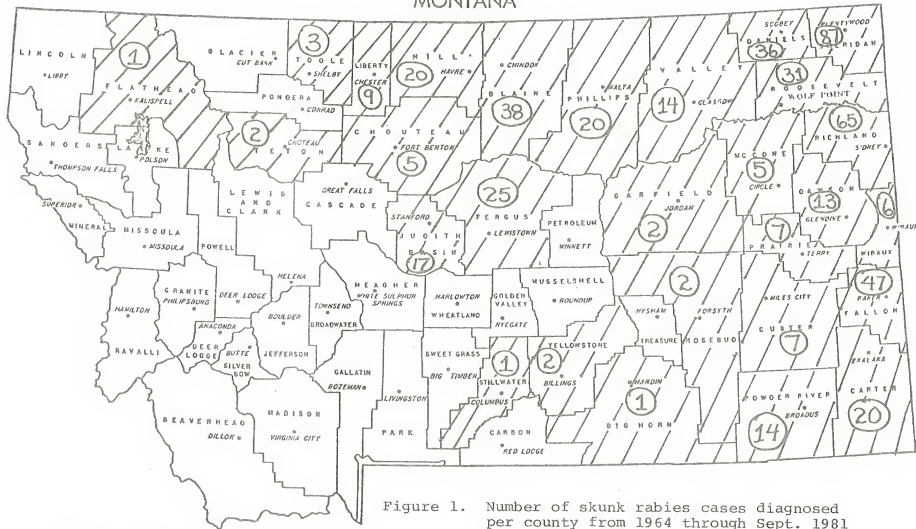 MONTANA
LINCOLN
LIBBY
1
FLATHEAD
KALISPELL
GLACIER
CUT BANK
3
TOOLE
SHELBY
LIBERTY
CHESTER
9
HILL
20
HAVRE
CHINOOK
BLAINE
38
MALTA
PHILLIPS
20
VALLEY
14
GLASGOW
SCOBEY
DANIELS
36
PLENTYWOOD
87
SHERIDAN
31
ROOSEVELT
WOLF POINT
PONDERA
CONRAD
2
CHOTEAU
TETON
CHOUTEAU
FORT BENTON
5
SANDERS
THOMPSON FALLS
LAKE
POLSON
65
RICHLAND
SIDNEY
MCCONE
5
CIRCLE
DAWSON
13
GLENDIVE
6
WIBAUX
WIBAUX
LEWIS
AND
CLARK
GREAT FALLS
CASCADE
STANFORD
JUDITH
BASIN
17
25
FERGUS
LEWISTOWN
PETROLEUM
WINNETT
GARFIELD
JORDAN
2
7
PRAIRIE
TERRY
SUPERIOR
MINERAL
MISSOULA
MISSOULA
POWELL
HELENA
GRANITE
PHILIPSBURG
DEER LODGE
HAMILTON
RAVALLI
ANACONDA
DEER
LODGE
BUTTE
SILVER
BOW
BOULDER
JEFFERSON
TOWNSEND
BROADWATER
MEAGHER
WHITE SULPHUR
SPRINGS
HARLOWTON
WHEATLAND
GOLDEN
VALLEY
RYEGATE
MUSSELSHELL
ROUNDUP
2
HYSHAM
TREASURE
FORSYTH
ROSEBUD
MILES CITY
CUSTER
7
47
BAKER
FALLON
GALLATIN
BOZEMAN
LIVINGSTON
PARK
SWEET GRASS
BIG TIMBER
1
STILLWATER
COLUMBUS
YELLOWSTONE
2
BILLINGS
HARDIN
1
BIG HORN
EKALAKA
CARTER
20
POWDER RIVER
BROADUS
14
BEAVERHEAD
DILLON
MADISON
VIRGINIA CITY
CARBON
RED LODGE
Figure 1. Number of skunk rabies cases diagnosed
per county from 1964 through Sept. 1981